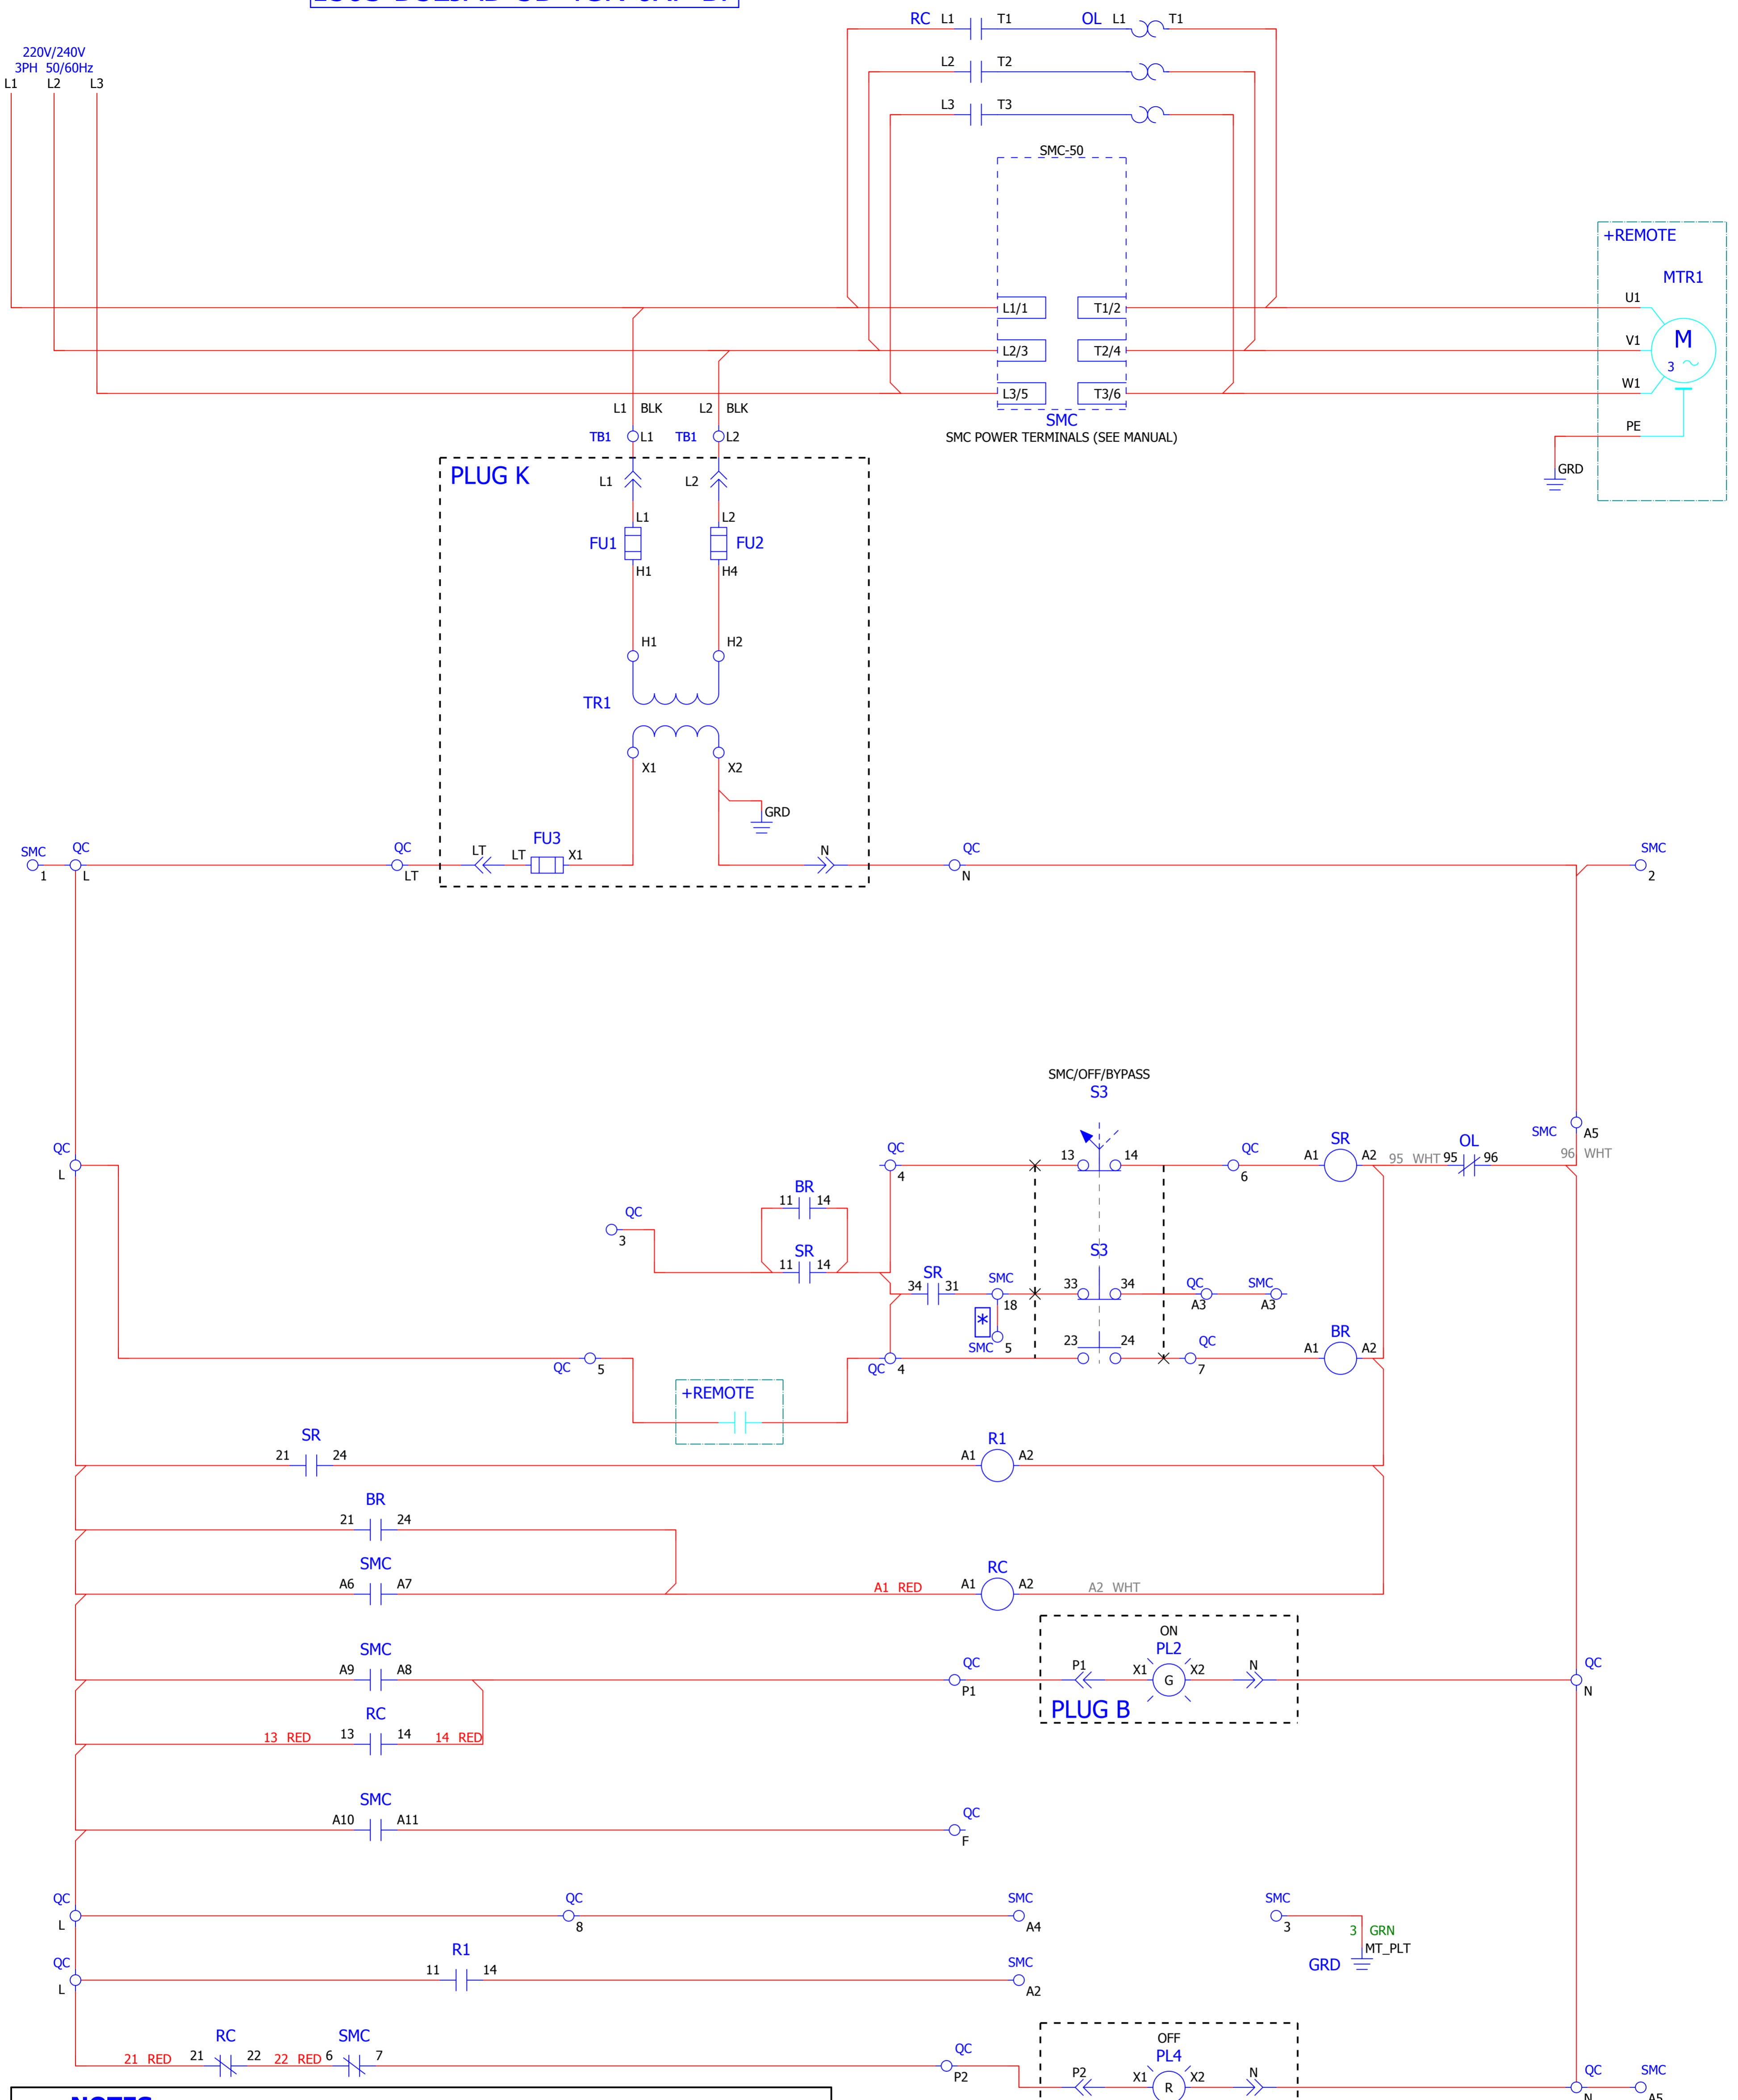 RC L1 T1 OL L1 T1
220V/240V
3PH 50/60Hz
L1 L2 L3
L2 T2
L3 T3
SMC-50
+REMOTE
MTR1
L1/1 T1/2 U1
L2/3 T2/4 V1 M
3
L3/5 T3/6 W1
L1 BLK L2 BLK
SMC
PE
TB1 L1 TB1 L2
SMC POWER TERMINALS (SEE MANUAL)
PLUG K
L1 L2
GRD
L1 L2
FU1 FU2
H1 H4
H1 H2
TR1
X1 X2
GRD
FU3
SMC QC QC LT LT X1 N QC SMC
1 L LT N 2
SMC/OFF/BYPASS
S3
SMC A5
QC 13 14 QC SR OL
QC A1 A2 95 WHT 95 96 96 WHT
L 4 6
BR
11 14
QC
3
SR S3
11 14
SR
34 31 SMC 33 34 QC SMC
18 A3 A3
*
SMC 5 23 24 QC BR
A1 A2
QC 5 QC 4 7
+REMOTE
SR R1
21 24 A1 A2
BR
21 24
SMC RC
A6 A7 A1 RED A1 A2 A2 WHT
ON
SMC PL2
A9 A8 QC P1 X1 X2 N QC
G
P1 N
PLUG B
RC
13 RED 13 14 14 RED
SMC
A10 A11 QC
F
QC QC SMC SMC
L 8 A4 3
3 GRN
MT_PLT
R1 GRD
QC 11 14 SMC
L A2
OFF
RC SMC PL4
21 RED 21 22 22 RED 6 7 QC
P2 P2 X1 X2 N QC SMC
R
N A5
NOTES